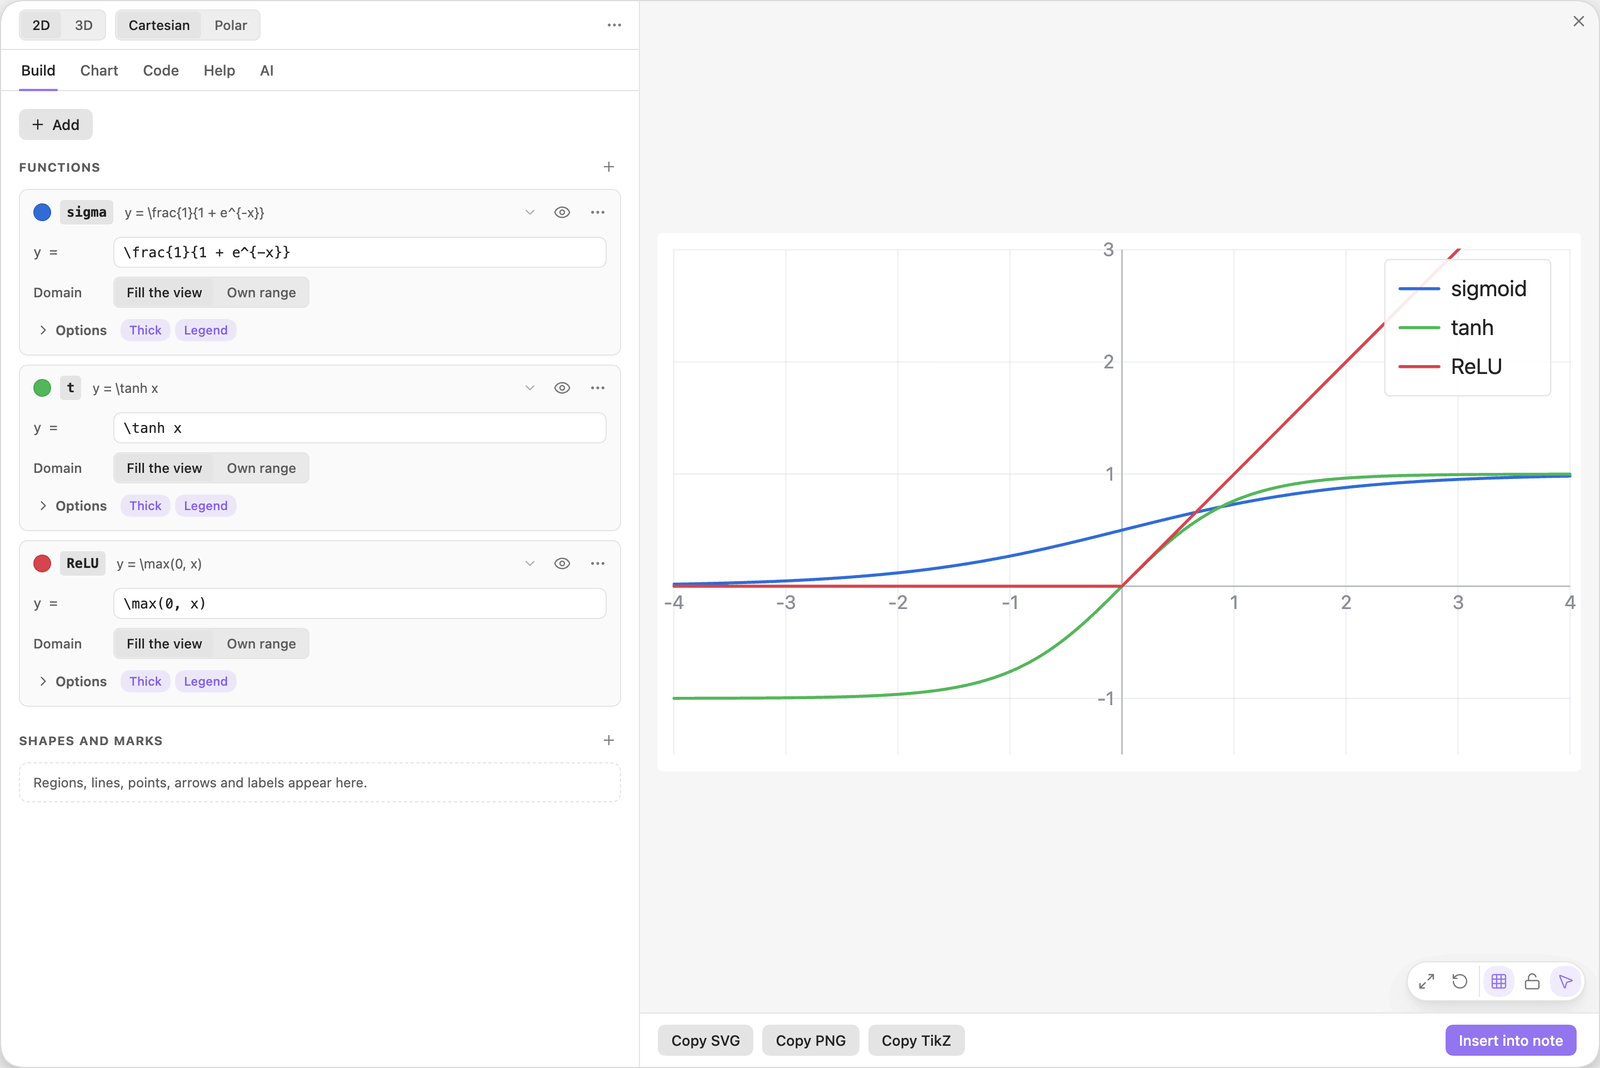 2D 3D Cartesian Polar
Build Chart Code Help AI
+ Add
FUNCTIONS
sigma y = \frac{1}{1 + e^{-x}}
y = \frac{1}{1 + e^{-x}}
Domain Fill the view Own range
Options Thick Legend
t y = \tanh x
y = \tanh x
Domain Fill the view Own range
Options Thick Legend
ReLU y = \max(0, x)
y = \max(0, x)
Domain Fill the view Own range
Options Thick Legend
SHAPES AND MARKS
Regions, lines, points, arrows and labels appear here.
3
2
1
-4 -3 -2 -1 1 2 3 4
-1
sigmoid
tanh
ReLU
Copy SVG Copy PNG Copy TikZ Insert into note